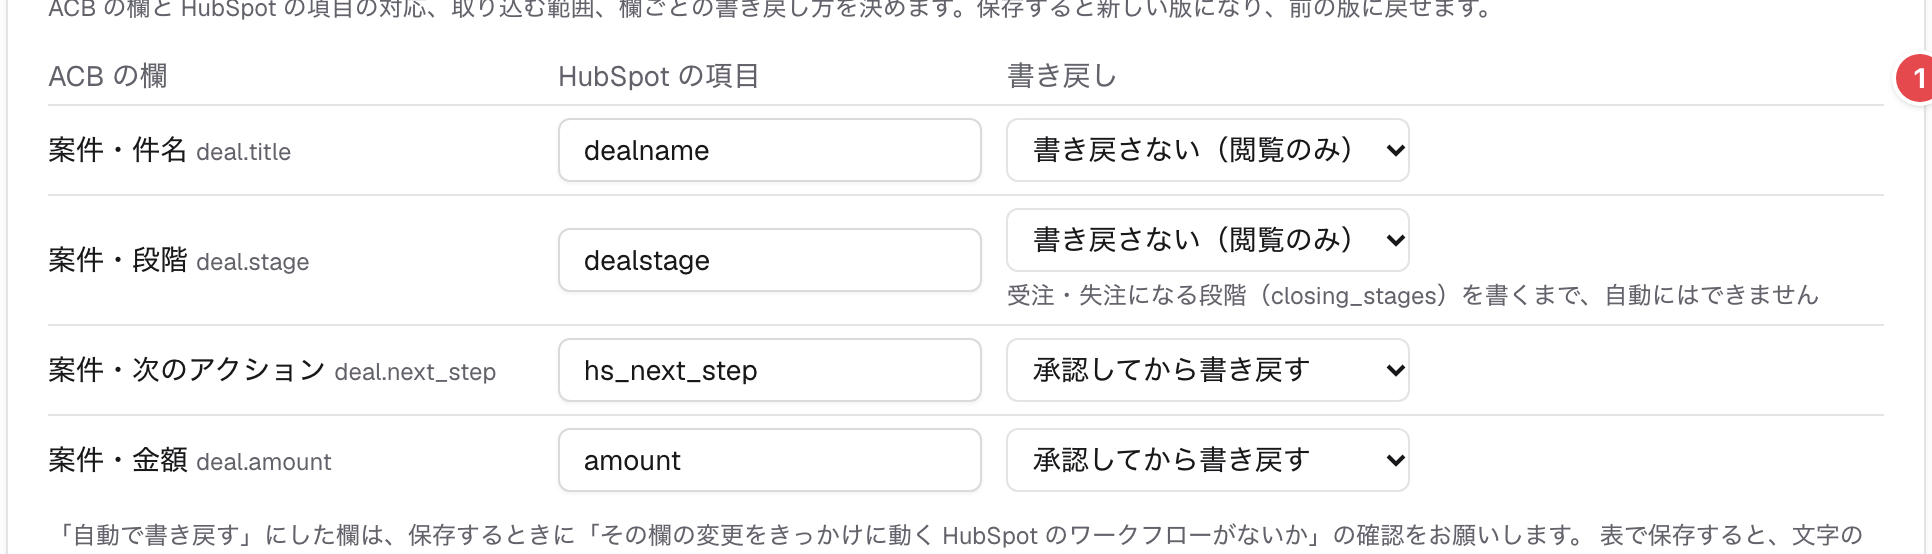 ACB の欄と HubSpot の項目の対応、取り込む範囲、欄ごとの書き戻し方を決めます。保存すると新しい版になり、前の版に戻せます。
ACB の欄 HubSpot の項目 書き戻し
1
案件・件名 deal.title dealname 書き戻さない（閲覧のみ）
案件・段階 deal.stage dealstage 書き戻さない（閲覧のみ）
受注・失注になる段階（closing_stages）を書くまで、自動にはできません
案件・次のアクション deal.next_step hs_next_step 承認してから書き戻す
案件・金額 deal.amount amount 承認してから書き戻す
「自動で書き戻す」にした欄は、保存するときに「その欄の変更をきっかけに動く HubSpot のワークフローがないか」の確認をお願いします。 表で保存すると、文字の